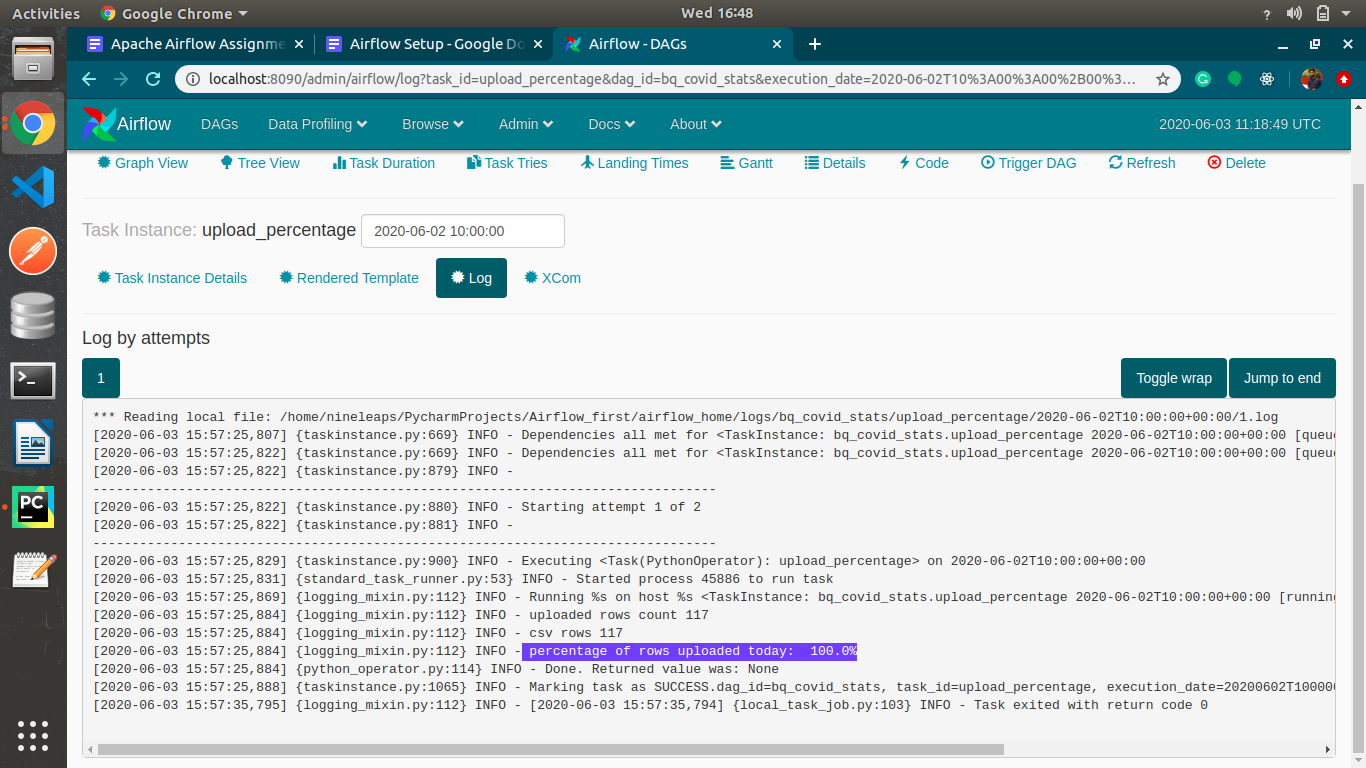 Activities Google Chrome Wed 16:48
Apache Airflow Assignme Airflow Setup - Google Do Airflow - DAGs
localhost:8090/admin/airflow/log?task_id=upload_percentage&dag_id=bq_covid_stats&execution_date=2020-06-02T10%3A00%3A00%2B00%3...
Airflow DAGs Data Profiling Browse Admin Docs About 2020-06-03 11:18:49 UTC
Graph View Tree View Task Duration Task Tries Landing Times Gantt Details Code Trigger DAG Refresh Delete
Task Instance: upload_percentage 2020-06-02 10:00:00
Task Instance Details Rendered Template Log XCom
Log by attempts
1 Toggle wrap Jump to end
*** Reading local file: /home/nineleaps/PycharmProjects/Airflow_first/airflow_home/logs/bq_covid_stats/upload_percentage/2020-06-02T10:00:00+00:00/1.log
[2020-06-03 15:57:25,807] {taskinstance.py:669} INFO - Dependencies all met for <TaskInstance: bq_covid_stats.upload_percentage 2020-06-02T10:00:00+00:00 [queue
[2020-06-03 15:57:25,822] {taskinstance.py:669} INFO - Dependencies all met for <TaskInstance: bq_covid_stats.upload_percentage 2020-06-02T10:00:00+00:00 [queue
[2020-06-03 15:57:25,822] {taskinstance.py:879} INFO -
--------------------------------------------------------------------------------
[2020-06-03 15:57:25,822] {taskinstance.py:880} INFO - Starting attempt 1 of 2
[2020-06-03 15:57:25,822] {taskinstance.py:881} INFO -
--------------------------------------------------------------------------------
[2020-06-03 15:57:25,829] {taskinstance.py:900} INFO - Executing <Task(PythonOperator): upload_percentage> on 2020-06-02T10:00:00+00:00
[2020-06-03 15:57:25,831] {standard_task_runner.py:53} INFO - Started process 45886 to run task
[2020-06-03 15:57:25,869] {logging_mixin.py:112} INFO - Running %s on host %s <TaskInstance: bq_covid_stats.upload_percentage 2020-06-02T10:00:00+00:00 [running
[2020-06-03 15:57:25,884] {logging_mixin.py:112} INFO - uploaded rows count 117
[2020-06-03 15:57:25,884] {logging_mixin.py:112} INFO - csv rows 117
[2020-06-03 15:57:25,884] {logging_mixin.py:112} INFO - percentage of rows uploaded today:  100.0%
[2020-06-03 15:57:25,884] {python_operator.py:114} INFO - Done. Returned value was: None
[2020-06-03 15:57:25,888] {taskinstance.py:1065} INFO - Marking task as SUCCESS.dag_id=bq_covid_stats, task_id=upload_percentage, execution_date=20200602T100000
[2020-06-03 15:57:35,795] {logging_mixin.py:112} INFO - [2020-06-03 15:57:35,794] {local_task_job.py:103} INFO - Task exited with return code 0